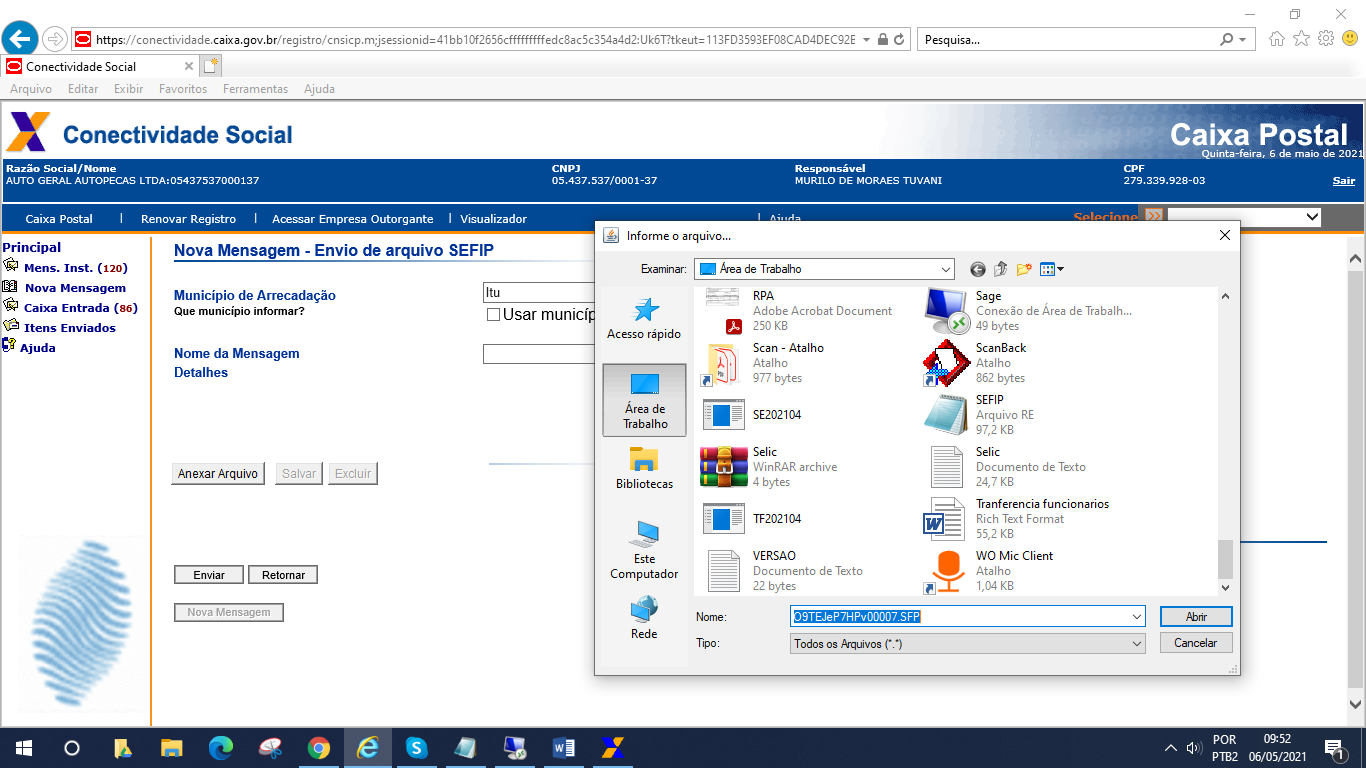 https://conectividade.caixa.gov.br/registro/cnsicp.m;jsessionid=41bb10f2656cffffffffffedc8ac5c354a4d2:Uk6T?tkeut=113FD3593EF08CAD4DEC92E
Pesquisa...
Conectividade Social
Arquivo Editar Exibir Favoritos Ferramentas Ajuda
Conectividade Social
Caixa Postal
Quinta-feira, 6 de maio de 2021
Razão Social/Nome CNPJ Responsável CPF
AUTO GERAL AUTOPECAS LTDA:05437537000137 05.437.537/0001-37 MURILO DE MORAES TUVANI 279.339.928-03 Sair
Caixa Postal | Renovar Registro | Acessar Empresa Outorgante | Visualizador | Ajuda Selecione
Principal
Mens. Inst. (120)
Nova Mensagem
Caixa Entrada (86)
Itens Enviados
Ajuda
Nova Mensagem - Envio de arquivo SEFIP
Município de Arrecadação Itu
Que município informar? Usar municíp
Nome da Mensagem
Detalhes
Anexar Arquivo Salvar Excluir
Enviar Retornar
Nova Mensagem
Informe o arquivo...
Examinar: Área de Trabalho
Acesso rápido
Área de
Trabalho
Bibliotecas
Este
Computador
Rede
RPA
Adobe Acrobat Document
250 KB
Sage
Conexão de Área de Trabalh...
49 bytes
Scan - Atalho
Atalho
977 bytes
ScanBack
Atalho
862 bytes
SE202104
SEFIP
Arquivo RE
97,2 KB
Selic
WinRAR archive
4 bytes
Selic
Documento de Texto
24,7 KB
TF202104
Tranferencia funcionarios
Rich Text Format
55,2 KB
VERSAO
Documento de Texto
22 bytes
WO Mic Client
Atalho
1,04 KB
Nome: O9TEJeP7HPv00007.SFP Abrir
Tipo: Todos os Arquivos (*.*) Cancelar
POR
PTB2
09:52
06/05/2021
1